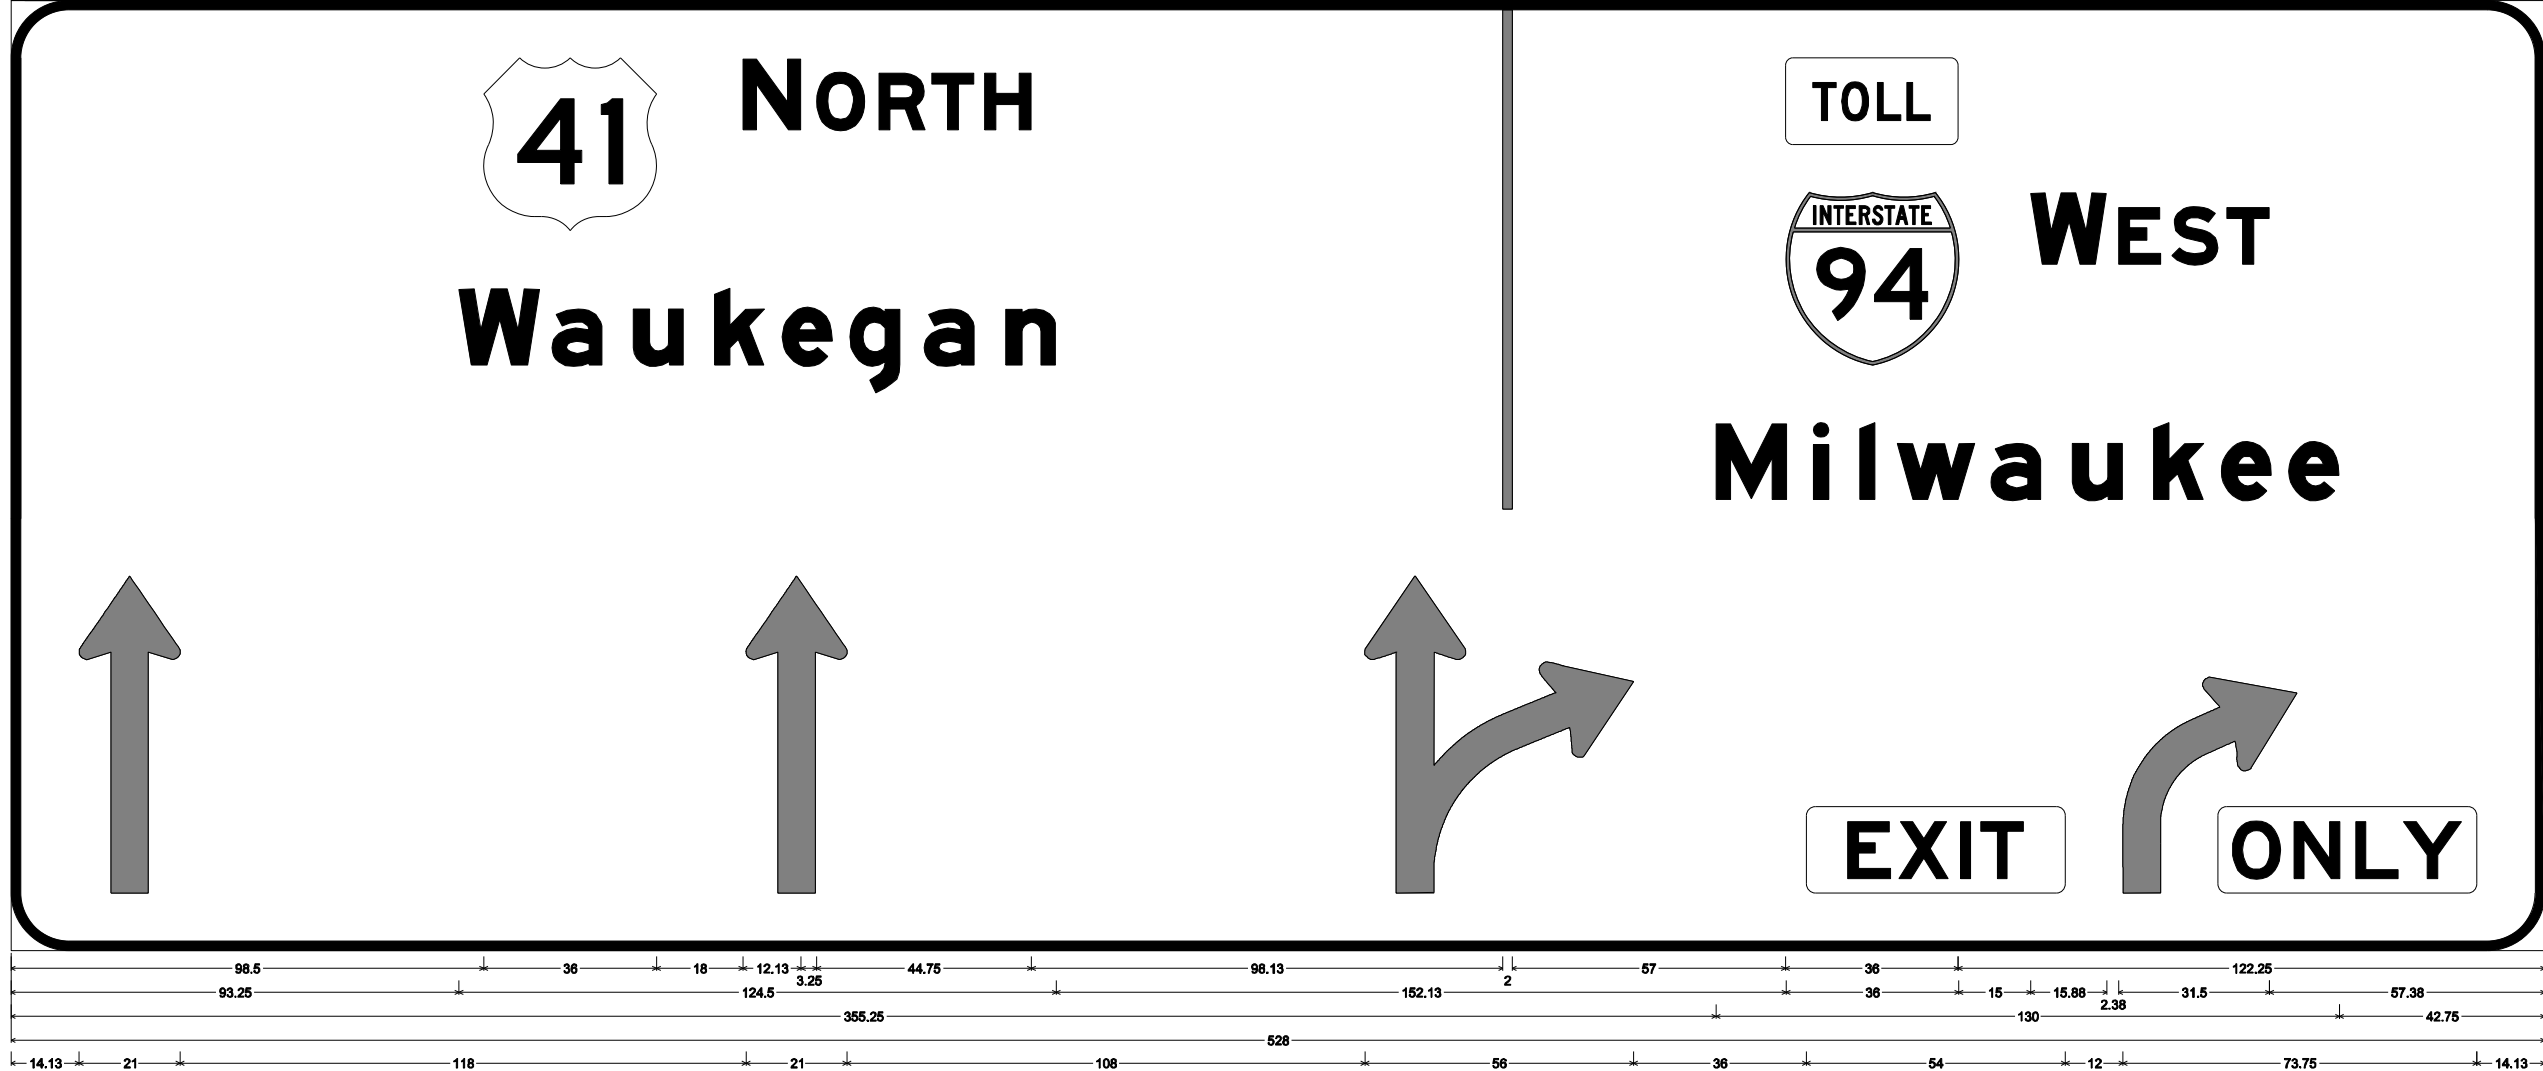 41 NORTH
Waukegan
TOLL
INTERSTATE
94 WEST
Milwaukee
EXIT ONLY
98.5 36 18 12.13 3.25 44.75 98.13 2 57 36 122.25
93.25 124.5 152.13 36 15 15.88 2.38 31.5 57.38
355.25 130 42.75
528
14.13 21 118 21 108 56 36 54 12 73.75 14.13